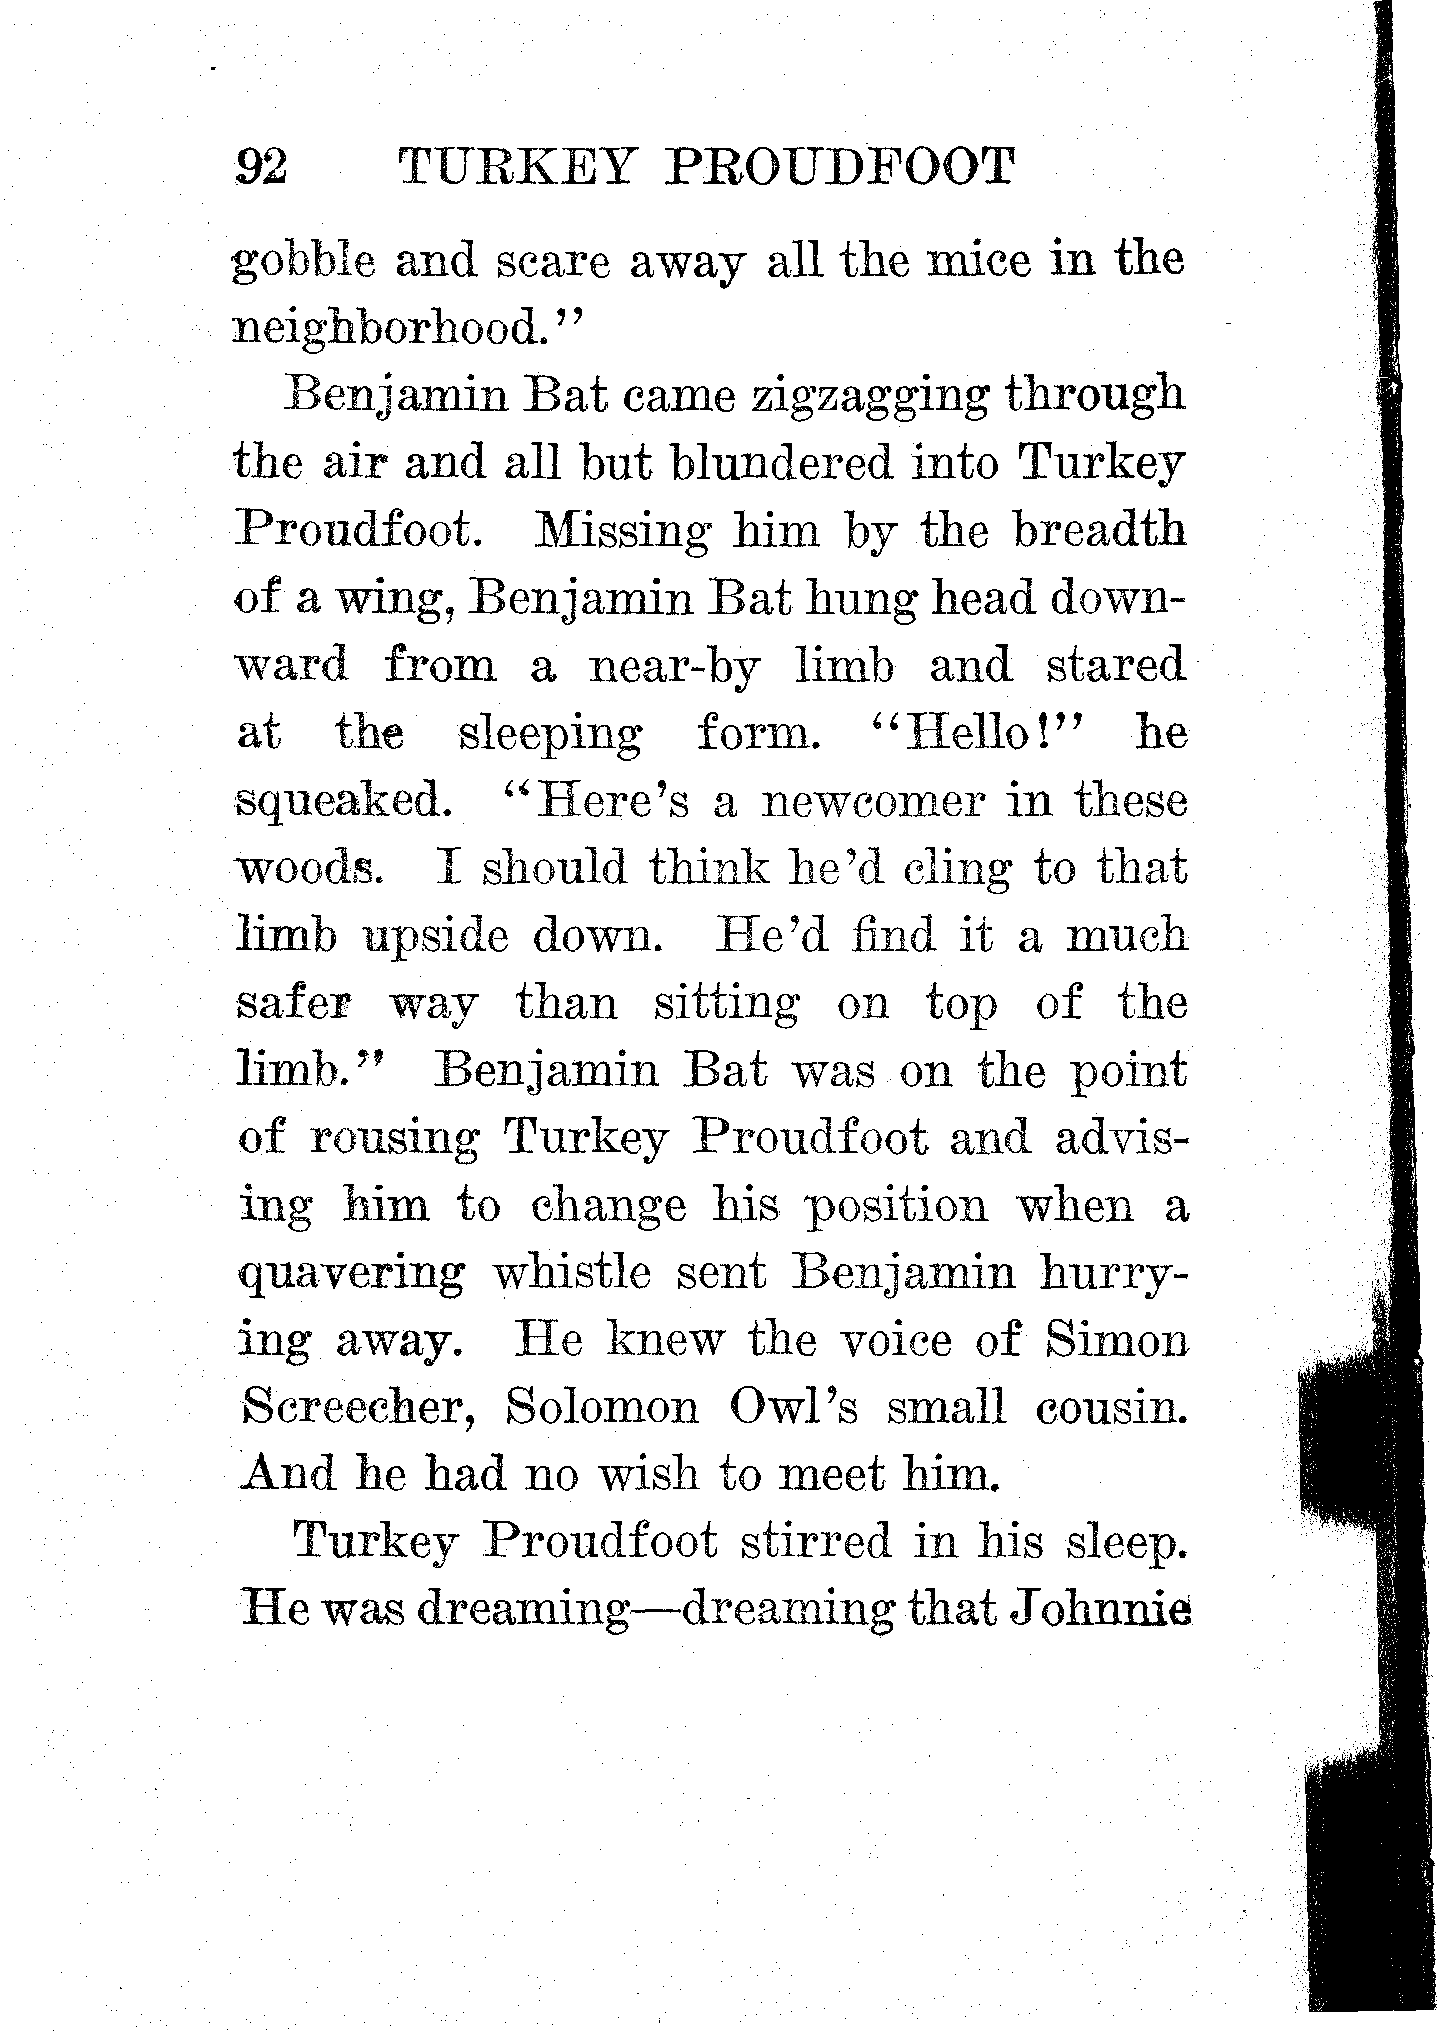 92 TURKEY PROUDFOOT
gobble and scare away all the mice in the
neighborhood."
Benjamin Bat came zigzagging through
the air and all but blundered into Turkey
Proudfoot. Missing him by the breadth
of a wing, Benjamin Bat hung head down-
ward from a near-by limb and stared
at the sleeping form. "Hello!" he
squeaked. "Here's a newcomer in these
woods. I should think he'd cling to that
limb upside down. He'd find it a much
safer way than sitting on top of the
limb." Benjamin Bat was on the point
of rousing Turkey Proudfoot and advis-
ing him to change his position when a
quavering whistle sent Benjamin hurry-
ing away. He knew the voice of Simon
Screecher, Solomon Owl's small cousin.
And he had no wish to meet him.
Turkey Proudfoot stirred in his sleep.
He was dreaming—dreaming that Johnnie